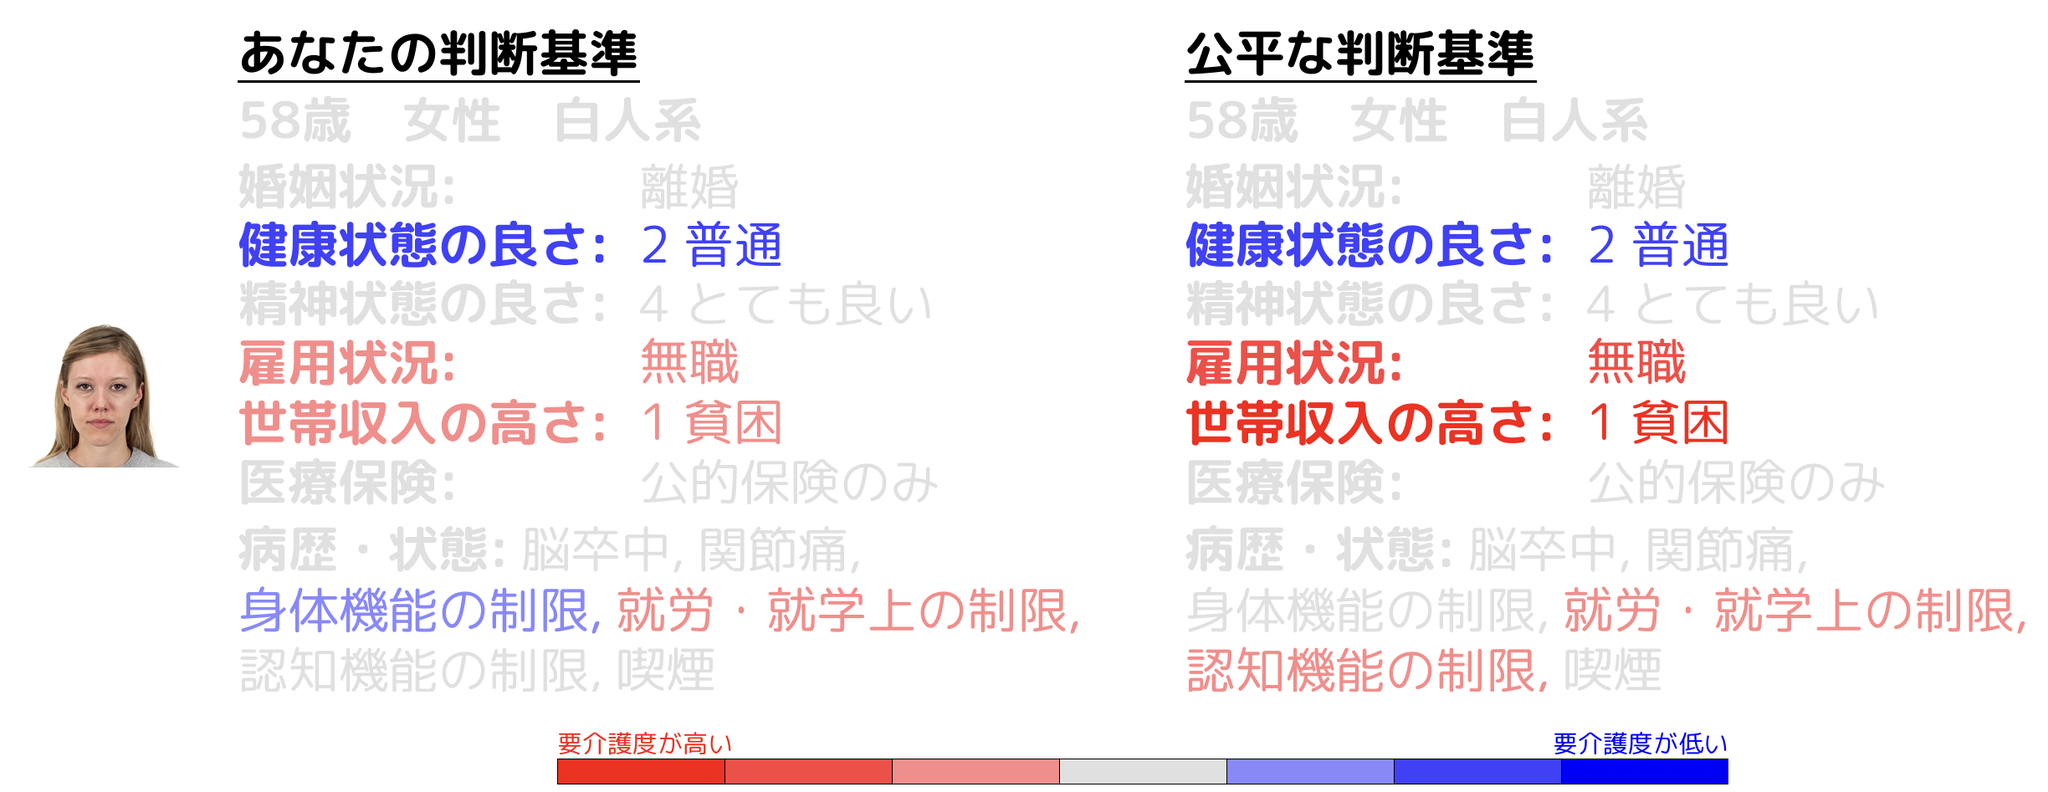 あなたの判断基準
58歳　女性　白人系
婚姻状況: 離婚
健康状態の良さ: 2 普通
精神状態の良さ: 4 とても良い
雇用状況: 無職
世帯収入の高さ: 1 貧困
医療保険: 公的保険のみ
病歴・状態: 脳卒中, 関節痛,
身体機能の制限, 就労・就学上の制限,
認知機能の制限, 喫煙
公平な判断基準
58歳　女性　白人系
婚姻状況: 離婚
健康状態の良さ: 2 普通
精神状態の良さ: 4 とても良い
雇用状況: 無職
世帯収入の高さ: 1 貧困
医療保険: 公的保険のみ
病歴・状態: 脳卒中, 関節痛,
身体機能の制限, 就労・就学上の制限,
認知機能の制限, 喫煙
要介護度が高い
要介護度が低い